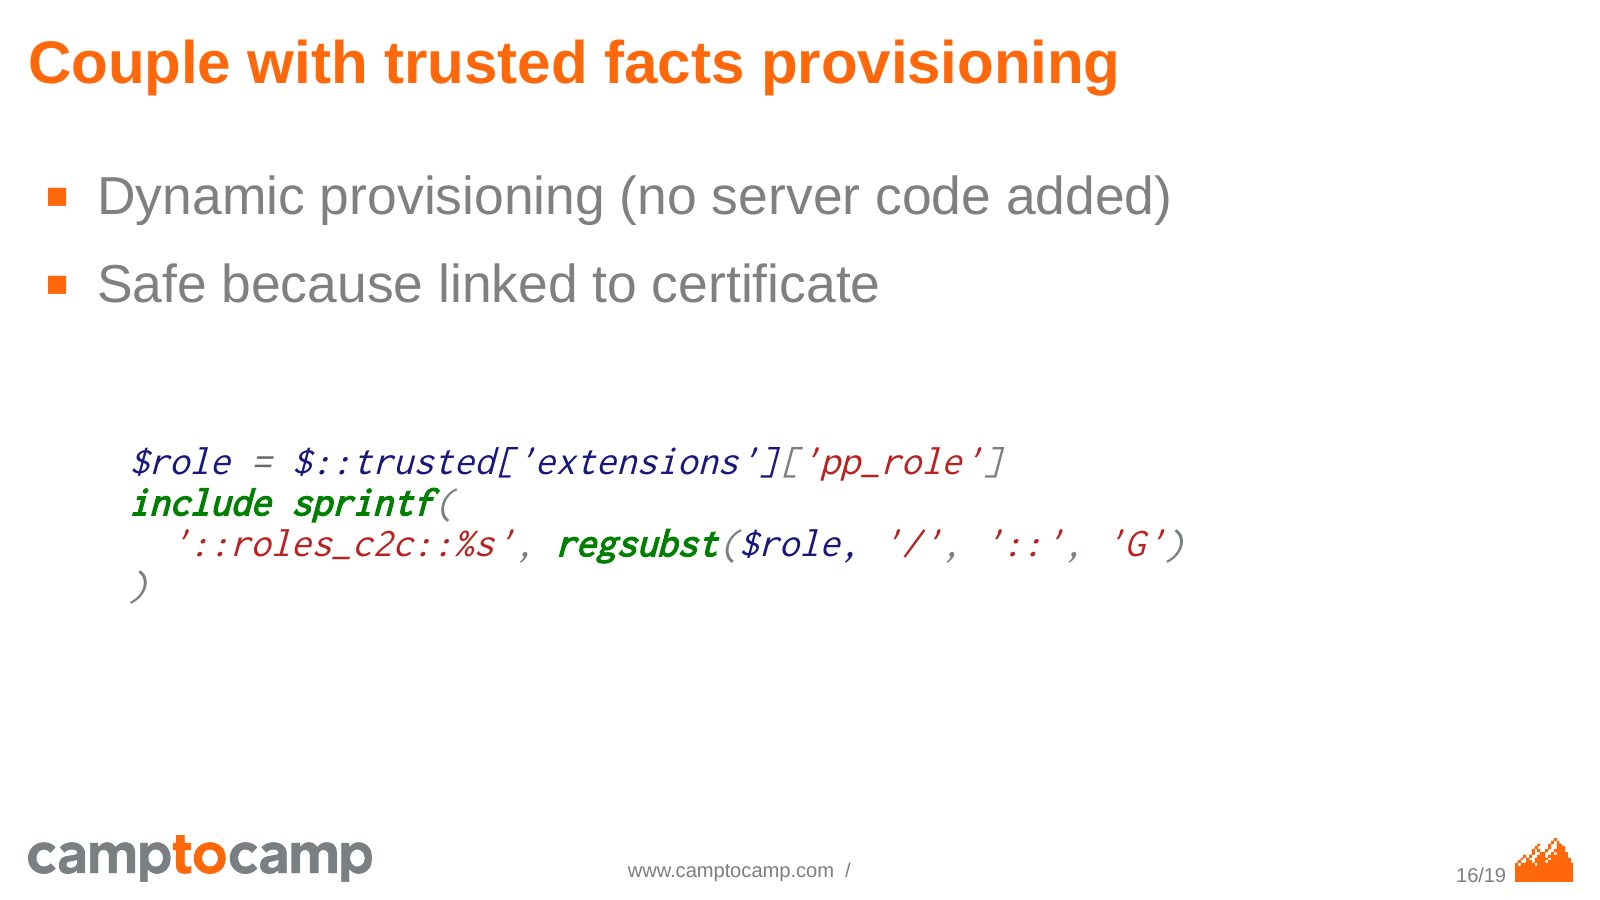 Couple with trusted facts provisioning
Dynamic provisioning (no server code added)
Safe because linked to certificate
$role = $::trusted['extensions']['pp_role']
include sprintf(
  '::roles_c2c::%s', regsubst($role, '/', '::', 'G')
)
camptocamp
www.camptocamp.com /
16/19